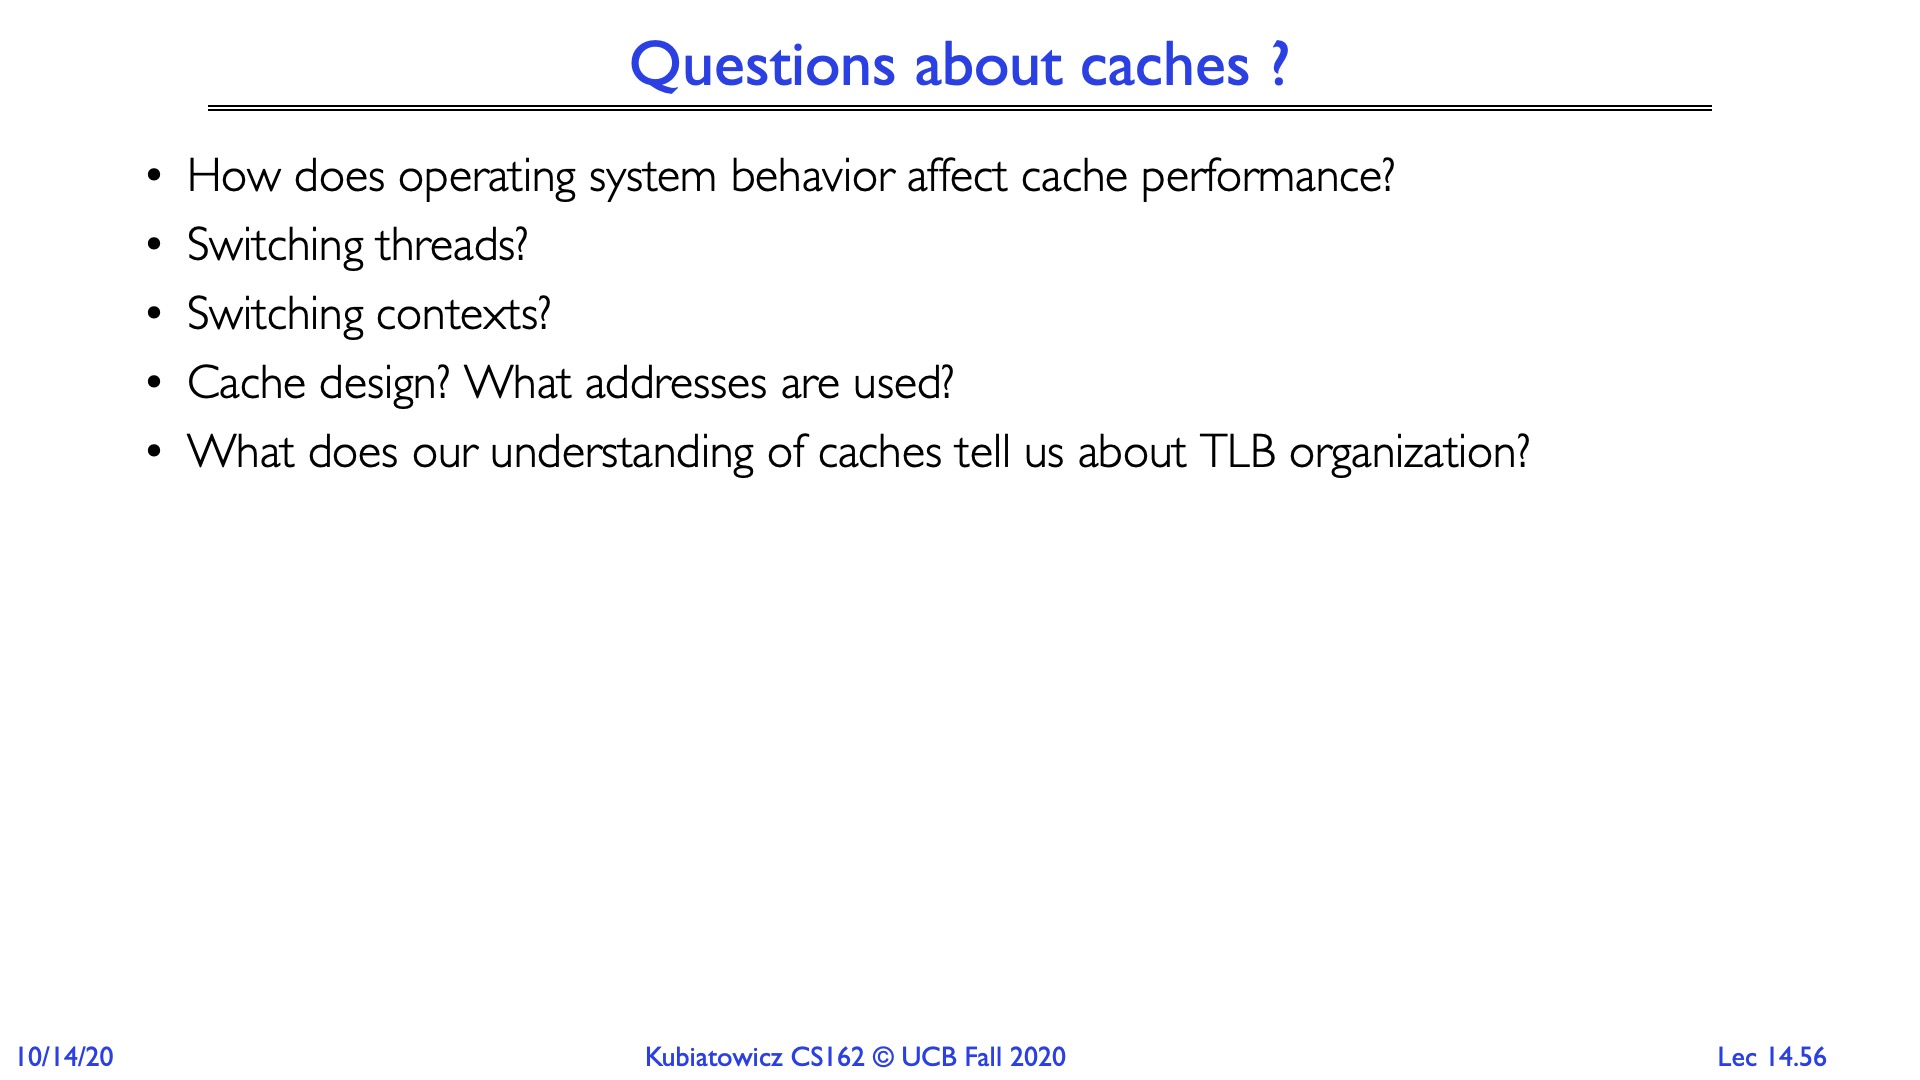 Questions about caches ?
• How does operating system behavior affect cache performance?
• Switching threads?
• Switching contexts?
• Cache design? What addresses are used?
• What does our understanding of caches tell us about TLB organization?
10/14/20
Kubiatowicz CS162 © UCB Fall 2020
Lec 14.56